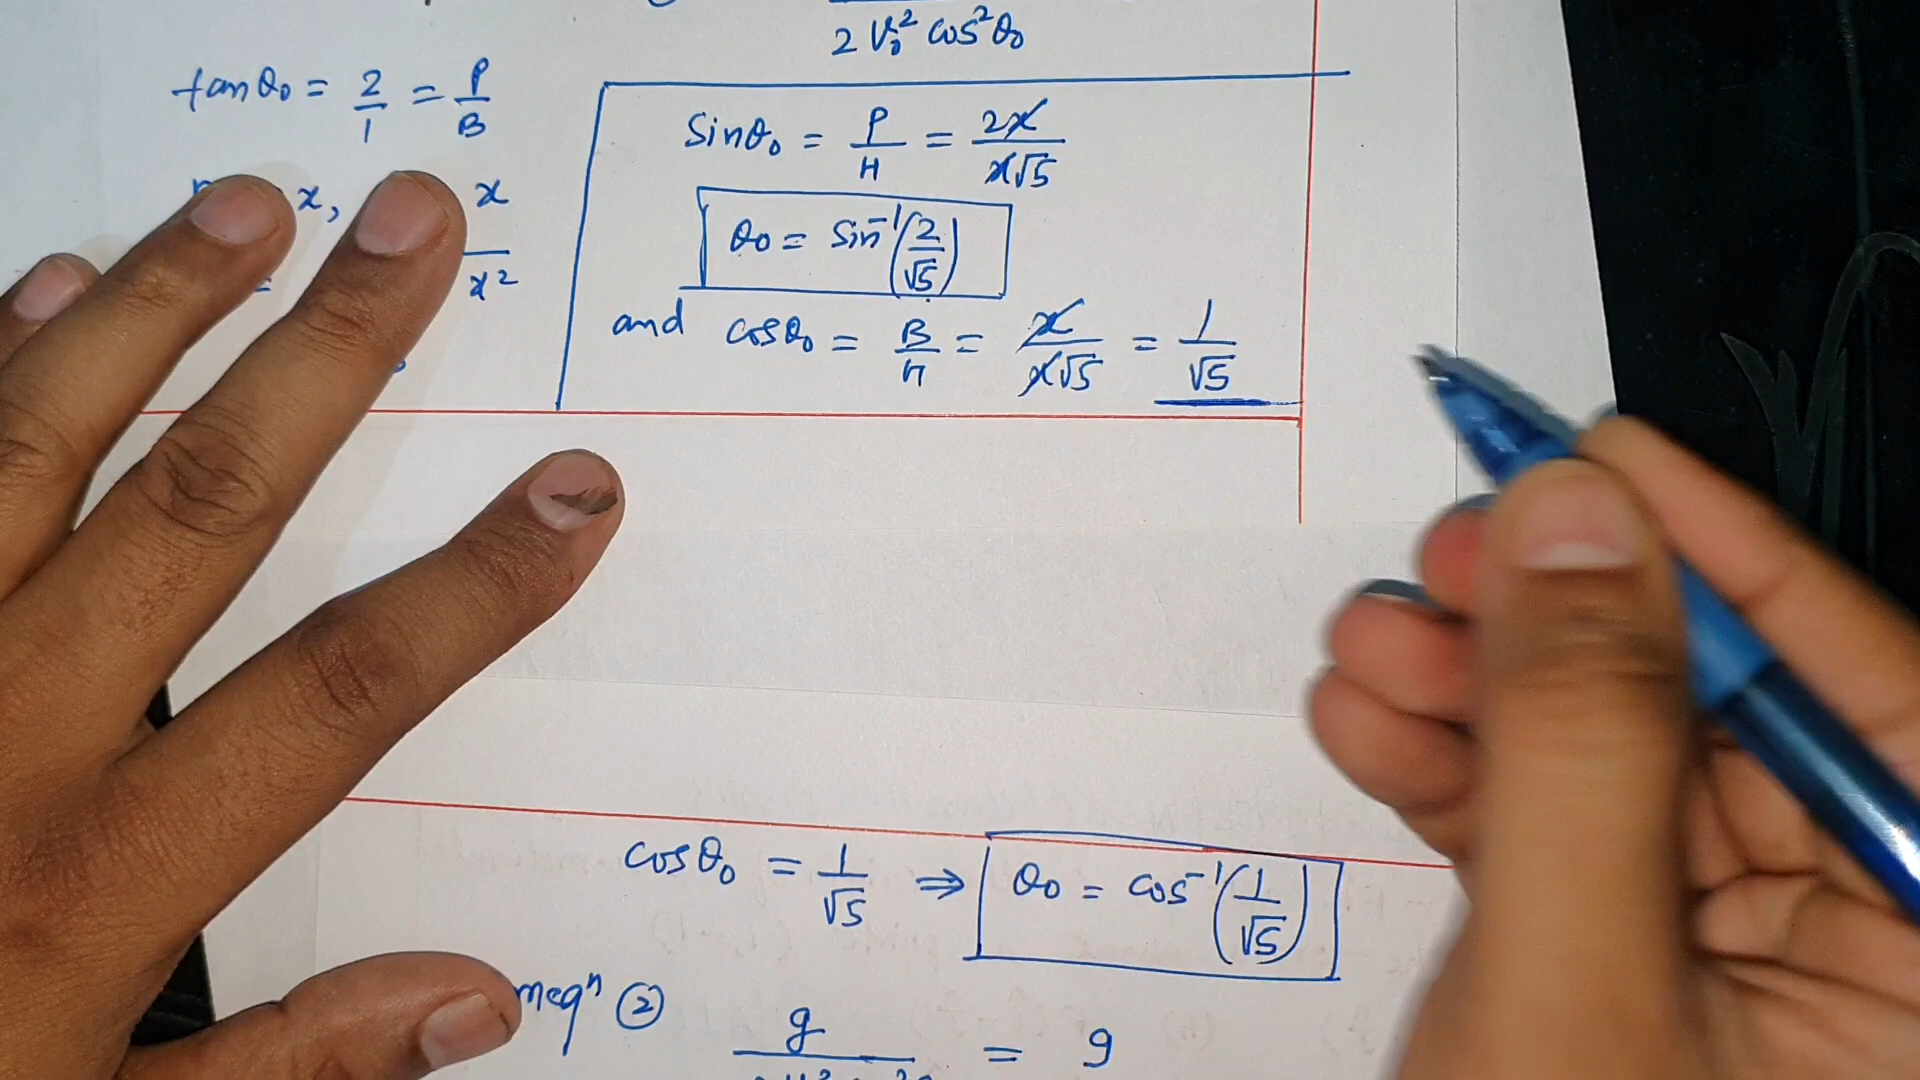 2 V₀² cos²θ₀
tanθ₀ = 2/1 = P/B
x, x
x²
Sinθ₀ = P/H = 2x/x√5
θ₀ = Sin⁻¹(2/√5)
and cosθ₀ = B/H = x/x√5 = 1/√5
cosθ₀ = 1/√5 ⇒ θ₀ = cos⁻¹(1/√5)
meqⁿ ②
g = 9